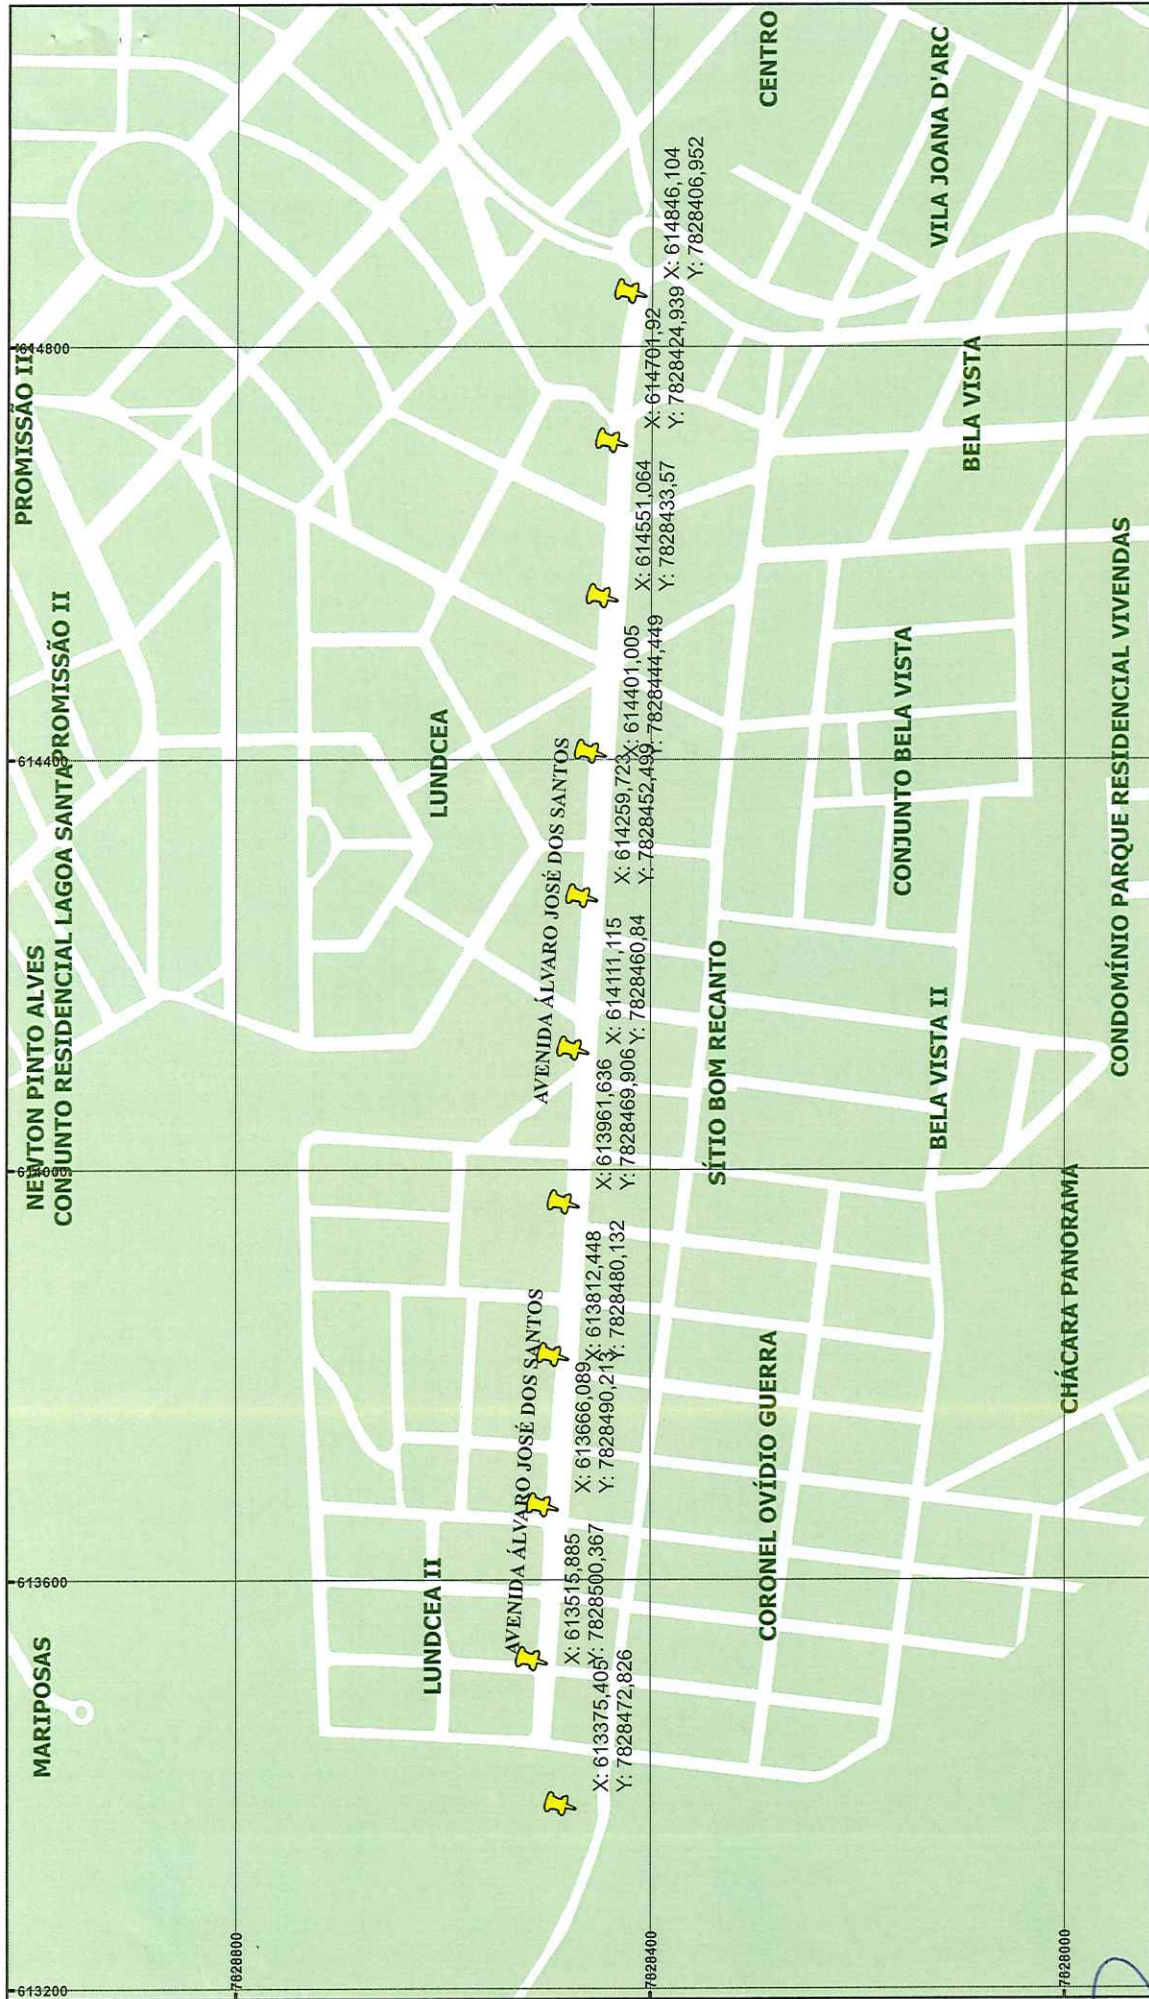 MARIPOSAS
NEWTON PINTO ALVES
CONJUNTO RESIDENCIAL LAGOA SANTA
PROMISSÃO II
PROMISSÃO II
613200
613600
614000
614400
614800
7828800
7828400
7828000
LUNDCEA II
LUNDCEA
AVENIDA ÁLVARO JOSÉ DOS SANTOS
AVENIDA ÁLVARO JOSÉ DOS SANTOS
X: 613375,405
Y: 7828472,826
X: 613515,885
Y: 7828500,367
X: 613666,089
Y: 7828490,213
X: 613812,448
Y: 7828480,132
X: 613961,636
Y: 7828469,906
X: 614111,115
Y: 7828460,84
X: 614259,723
Y: 7828452,499
X: 614401,005
Y: 7828444,449
X: 614551,064
Y: 7828433,57
X: 614701,92
Y: 7828424,939
X: 614846,104
Y: 7828406,952
CENTRO
SÍTIO BOM RECANTO
CORONEL OVÍDIO GUERRA
CONJUNTO BELA VISTA
BELA VISTA II
BELA VISTA
VILA JOANA D'ARC
CHÁCARA PANORAMA
CONDOMÍNIO PARQUE RESIDENCIAL VIVENDAS